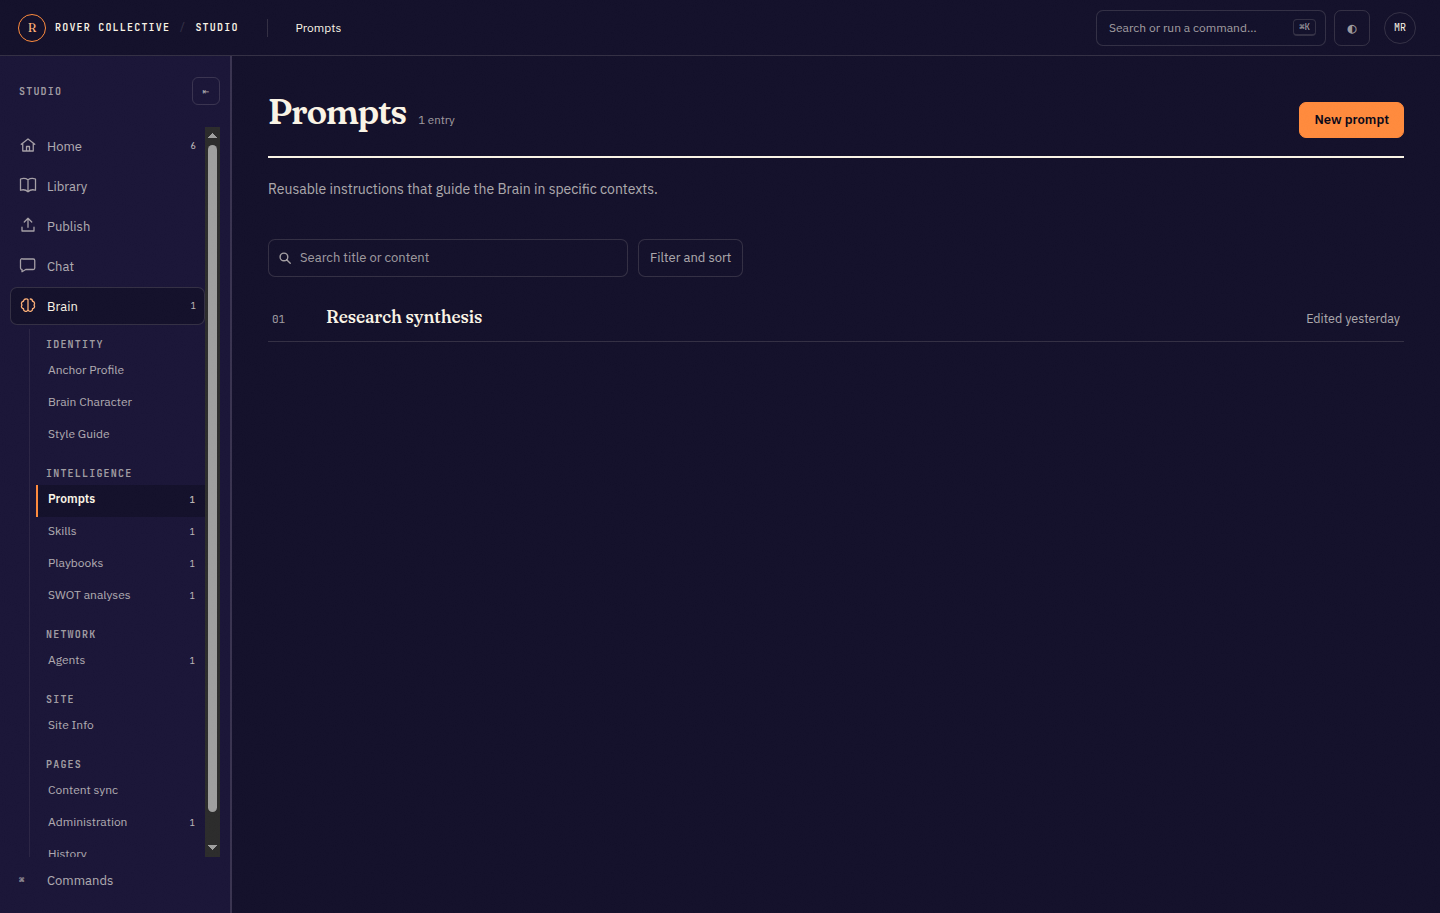 R ROVER COLLECTIVE / STUDIO Prompts
Search or run a command... ⌘K
◐
MR
STUDIO
Home 6
Library
Publish
Chat
Brain 1
IDENTITY
Anchor Profile
Brain Character
Style Guide
INTELLIGENCE
Prompts 1
Skills 1
Playbooks 1
SWOT analyses 1
NETWORK
Agents 1
SITE
Site Info
PAGES
Content sync
Administration 1
History
⌘ Commands
Prompts 1 entry
New prompt
Reusable instructions that guide the Brain in specific contexts.
Search title or content
Filter and sort
01 Research synthesis Edited yesterday